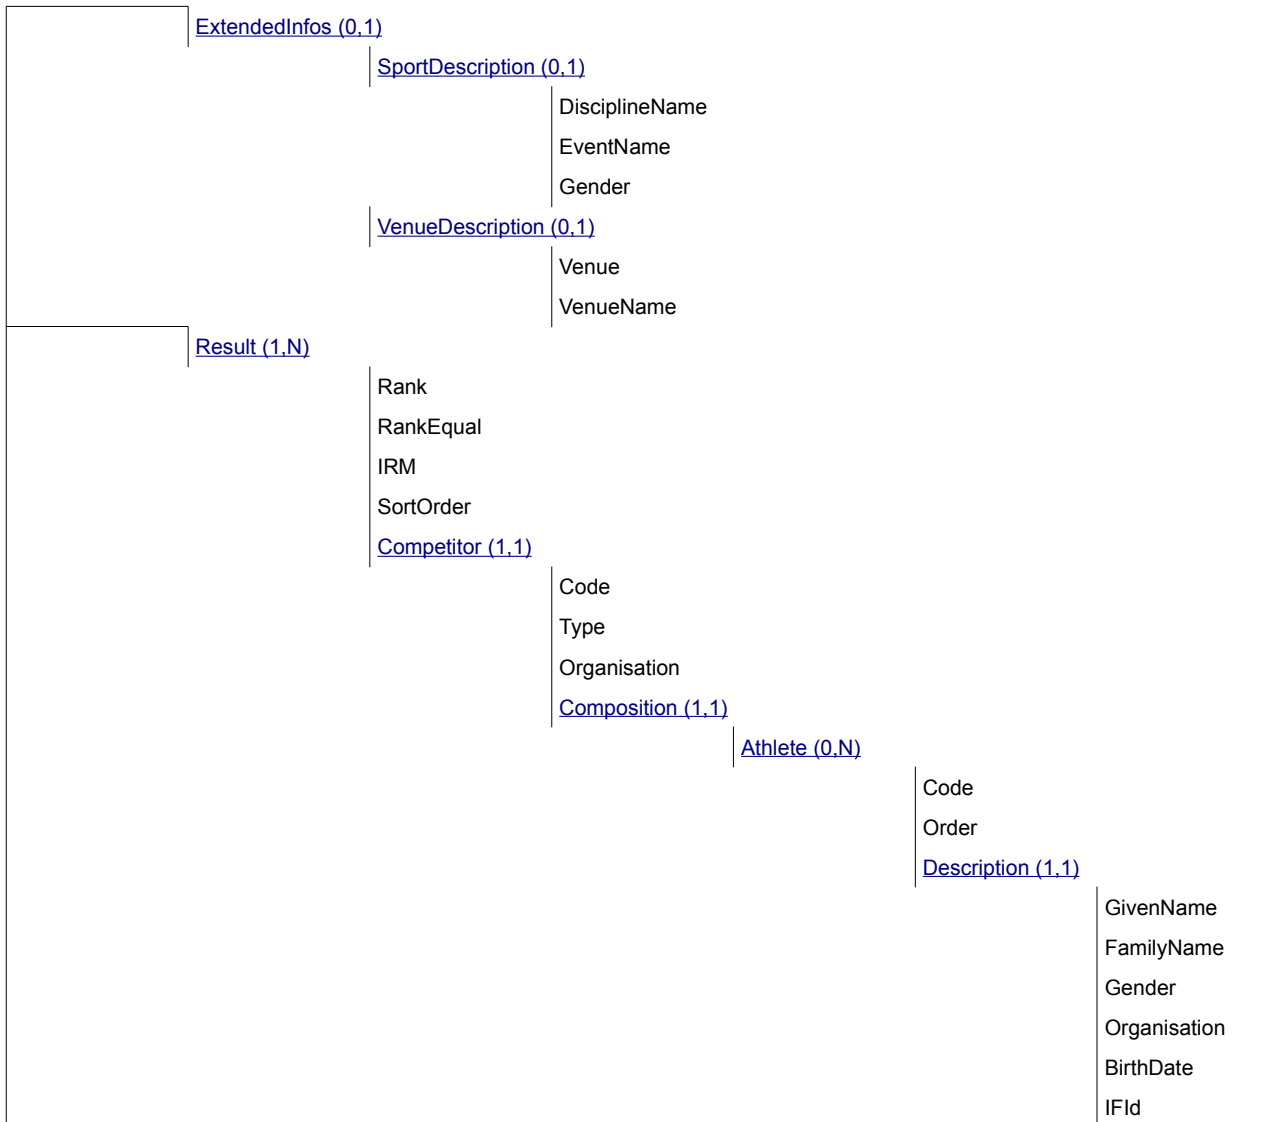 ExtendedInfos (0,1)
SportDescription (0,1)
DisciplineName
EventName
Gender
VenueDescription (0,1)
Venue
VenueName
Result (1,N)
Rank
RankEqual
IRM
SortOrder
Competitor (1,1)
Code
Type
Organisation
Composition (1,1)
Athlete (0,N)
Code
Order
Description (1,1)
GivenName
FamilyName
Gender
Organisation
BirthDate
IFId